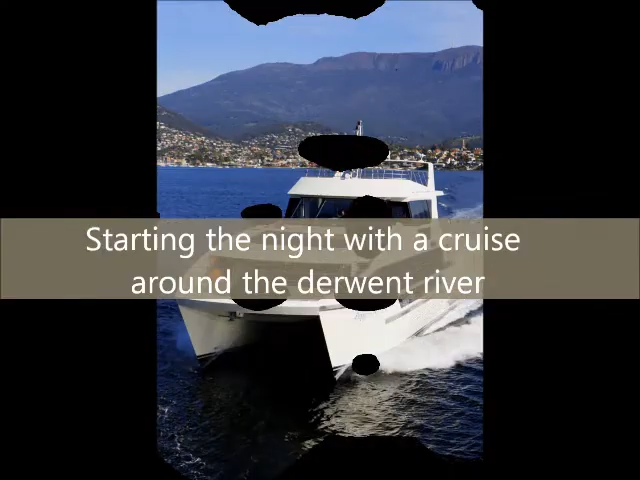 Starting the night with a cruise
around the derwent river